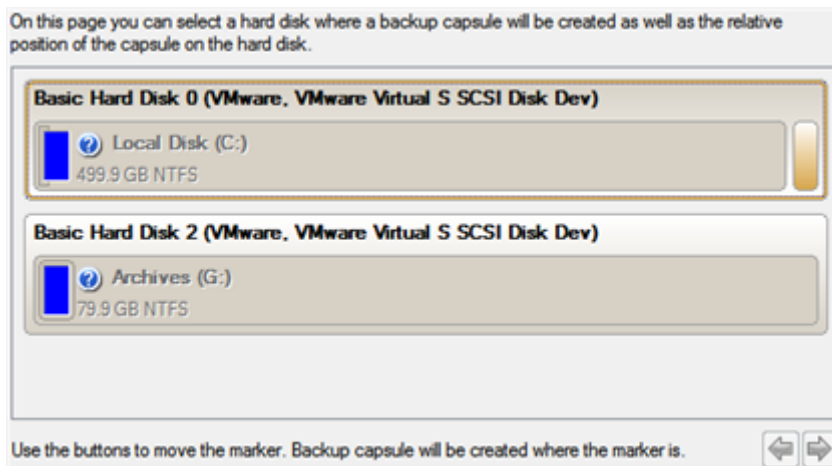 On this page you can select a hard disk where a backup capsule will be created as well as the relative
position of the capsule on the hard disk.
Basic Hard Disk 0 (VMware, VMware Virtual S SCSI Disk Dev)
Local Disk (C:)
499.9 GB NTFS
Basic Hard Disk 2 (VMware, VMware Virtual S SCSI Disk Dev)
Archives (G:)
79.9 GB NTFS
Use the buttons to move the marker. Backup capsule will be created where the marker is.